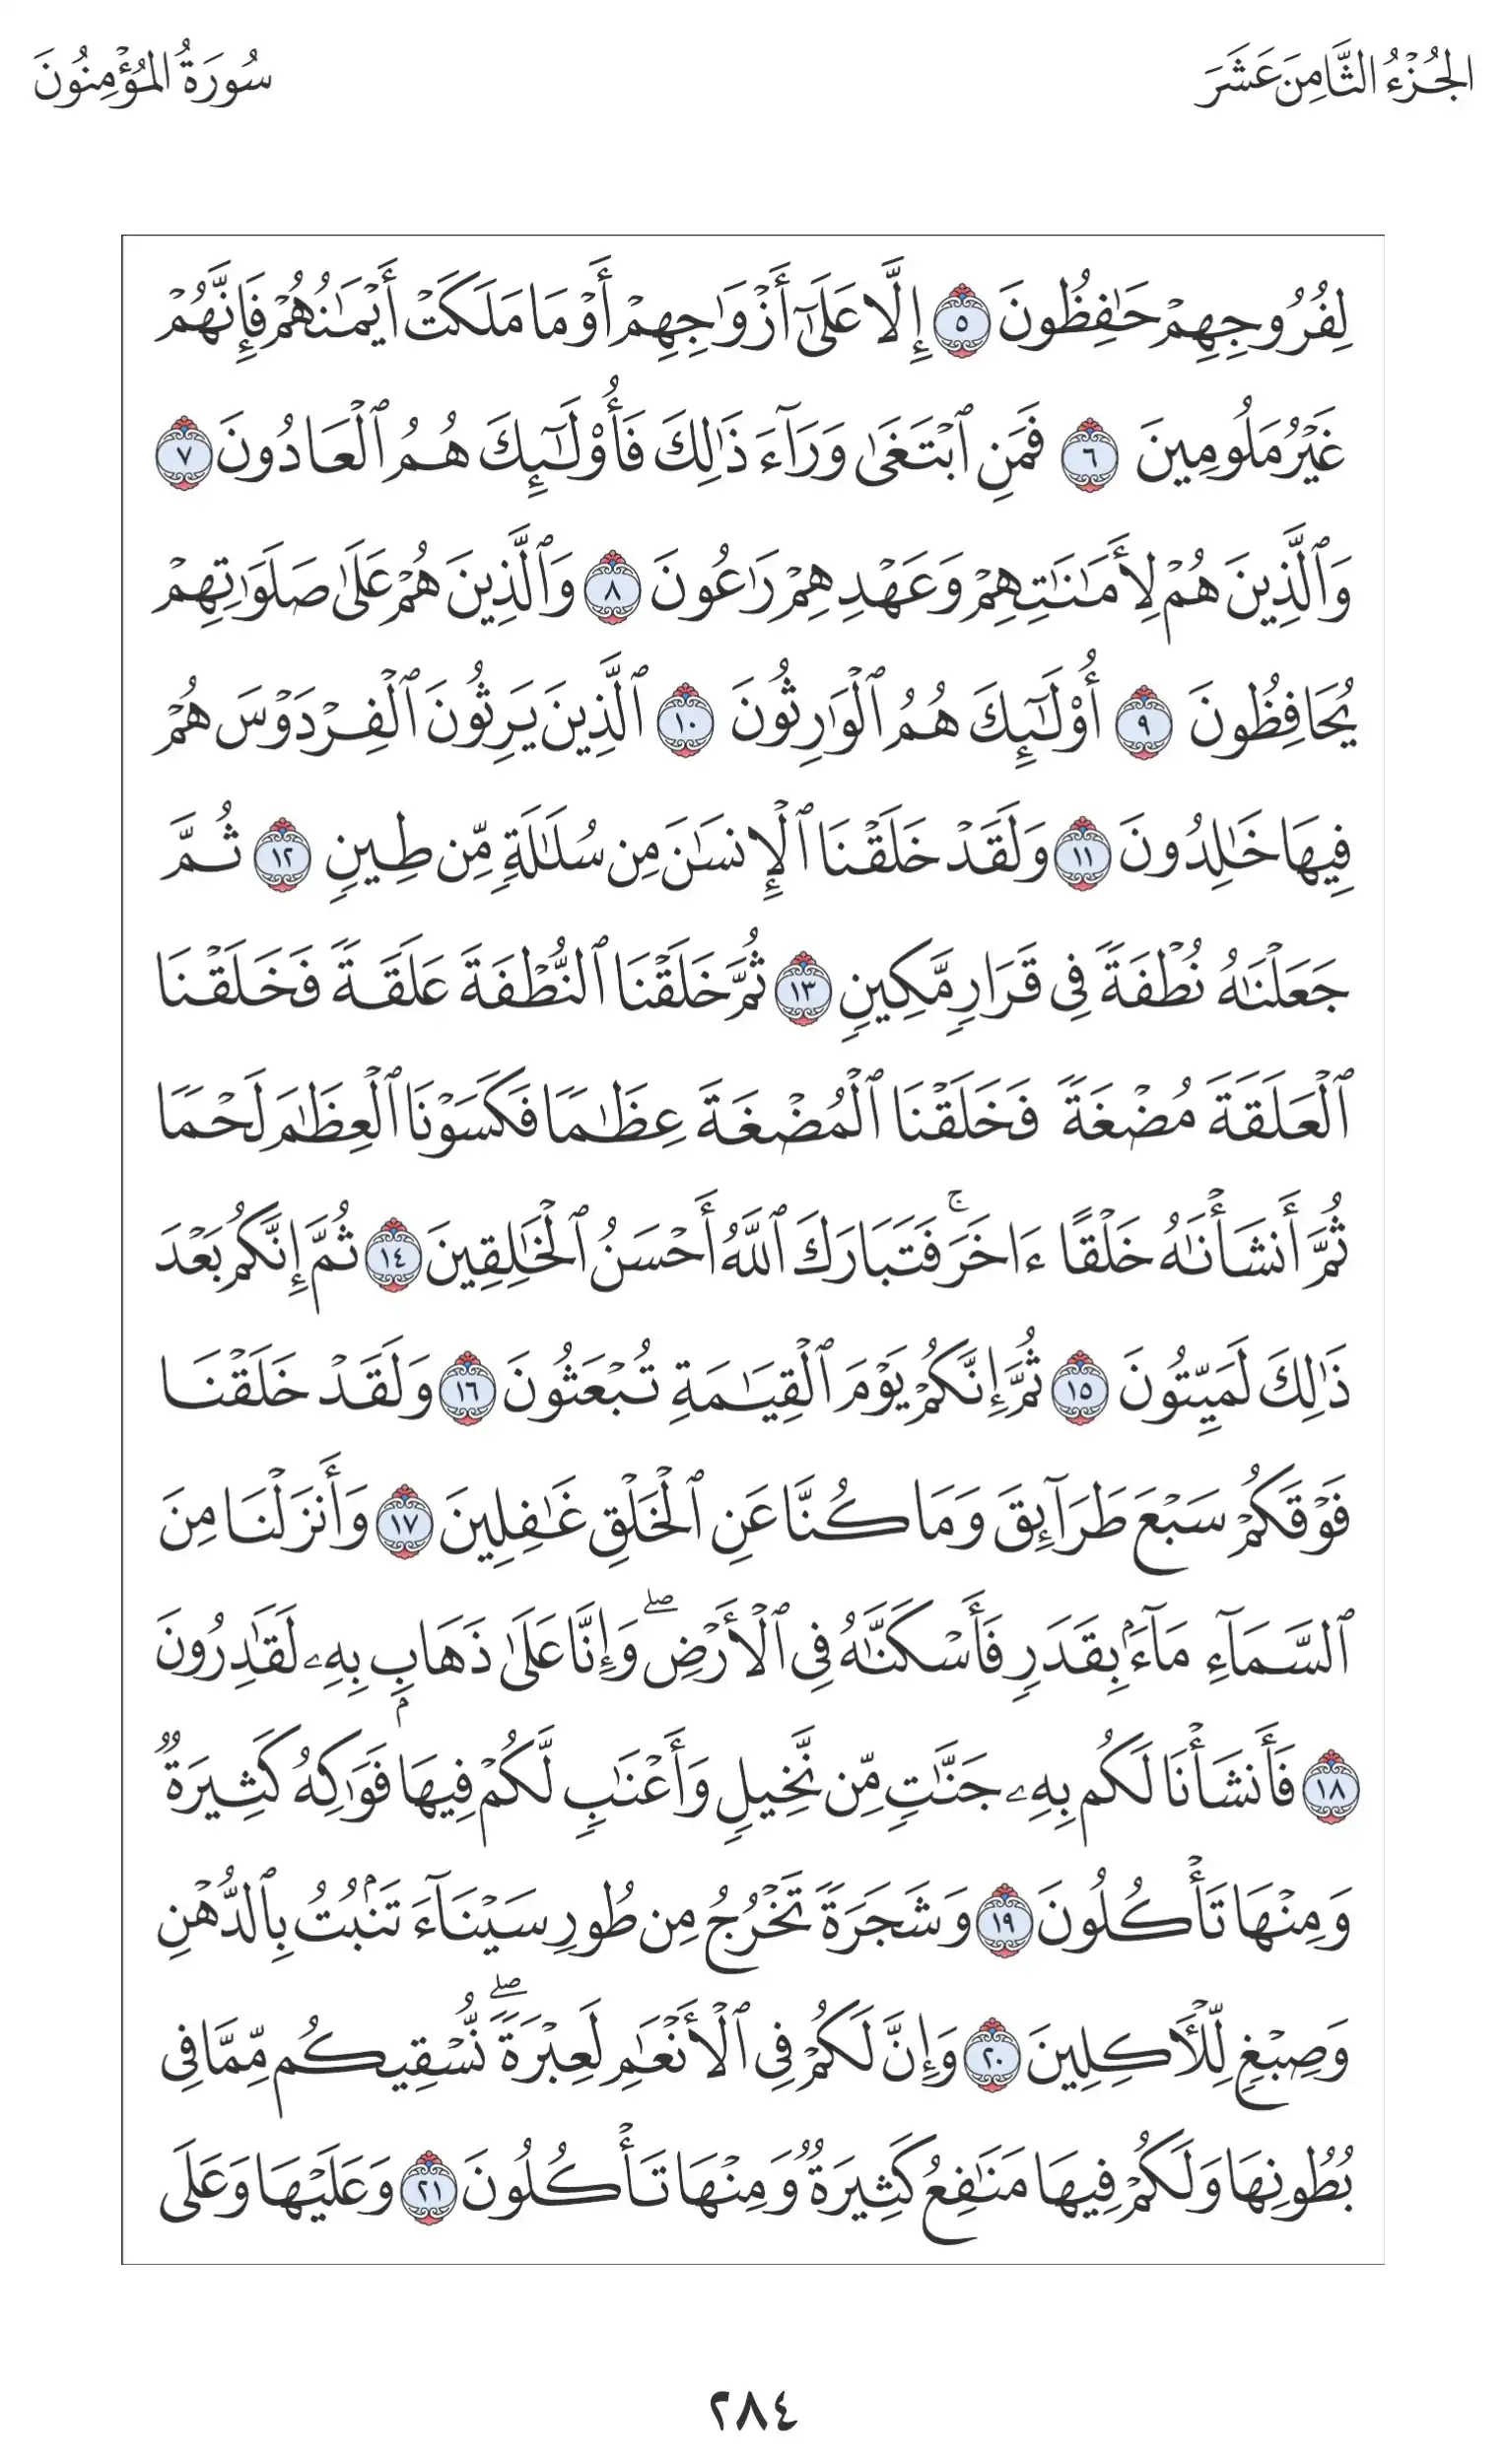 الجُزْءُ الثَّامِنَ عَشَرَ
سُورَةُ المُؤْمِنُونَ
لِفُرُوجِهِمْ حَٰفِظُونَ ٥ إِلَّا عَلَىٰٓ أَزْوَٰجِهِمْ أَوْ مَا مَلَكَتْ أَيْمَٰنُهُمْ فَإِنَّهُمْ
غَيْرُ مَلُومِينَ ٦ فَمَنِ ٱبْتَغَىٰ وَرَآءَ ذَٰلِكَ فَأُوْلَٰٓئِكَ هُمُ ٱلْعَادُونَ ٧
وَٱلَّذِينَ هُمْ لِأَمَٰنَٰتِهِمْ وَعَهْدِهِمْ رَٰعُونَ ٨ وَٱلَّذِينَ هُمْ عَلَىٰ صَلَوَٰتِهِمْ
يُحَافِظُونَ ٩ أُوْلَٰٓئِكَ هُمُ ٱلْوَٰرِثُونَ ١٠ ٱلَّذِينَ يَرِثُونَ ٱلْفِرْدَوْسَ هُمْ
فِيهَا خَٰلِدُونَ ١١ وَلَقَدْ خَلَقْنَا ٱلْإِنسَٰنَ مِن سُلَٰلَةٍ مِّن طِينٍ ١٢ ثُمَّ
جَعَلْنَٰهُ نُطْفَةً فِى قَرَارٍ مَّكِينٍ ١٣ ثُمَّ خَلَقْنَا ٱلنُّطْفَةَ عَلَقَةً فَخَلَقْنَا
ٱلْعَلَقَةَ مُضْغَةً فَخَلَقْنَا ٱلْمُضْغَةَ عِظَٰمًا فَكَسَوْنَا ٱلْعِظَٰمَ لَحْمًا
ثُمَّ أَنشَأْنَٰهُ خَلْقًا ءَاخَرَ ۚ فَتَبَارَكَ ٱللَّهُ أَحْسَنُ ٱلْخَٰلِقِينَ ١٤ ثُمَّ إِنَّكُم بَعْدَ
ذَٰلِكَ لَمَيِّتُونَ ١٥ ثُمَّ إِنَّكُمْ يَوْمَ ٱلْقِيَٰمَةِ تُبْعَثُونَ ١٦ وَلَقَدْ خَلَقْنَا
فَوْقَكُمْ سَبْعَ طَرَآئِقَ وَمَا كُنَّا عَنِ ٱلْخَلْقِ غَٰفِلِينَ ١٧ وَأَنزَلْنَا مِنَ
ٱلسَّمَآءِ مَآءًۢ بِقَدَرٍ فَأَسْكَنَّٰهُ فِى ٱلْأَرْضِ ۖ وَإِنَّا عَلَىٰ ذَهَابٍۭ بِهِۦ لَقَٰدِرُونَ
١٨ فَأَنشَأْنَا لَكُم بِهِۦ جَنَّٰتٍ مِّن نَّخِيلٍ وَأَعْنَٰبٍ لَّكُمْ فِيهَا فَوَٰكِهُ كَثِيرَةٌ
وَمِنْهَا تَأْكُلُونَ ١٩ وَشَجَرَةً تَخْرُجُ مِن طُورِ سَيْنَآءَ تَنۢبُتُ بِٱلدُّهْنِ
وَصِبْغٍ لِّلْأٓكِلِينَ ٢٠ وَإِنَّ لَكُمْ فِى ٱلْأَنْعَٰمِ لَعِبْرَةً ۖ نُّسْقِيكُم مِّمَّا فِى
بُطُونِهَا وَلَكُمْ فِيهَا مَنَٰفِعُ كَثِيرَةٌ وَمِنْهَا تَأْكُلُونَ ٢١ وَعَلَيْهَا وَعَلَى
٢٨٤